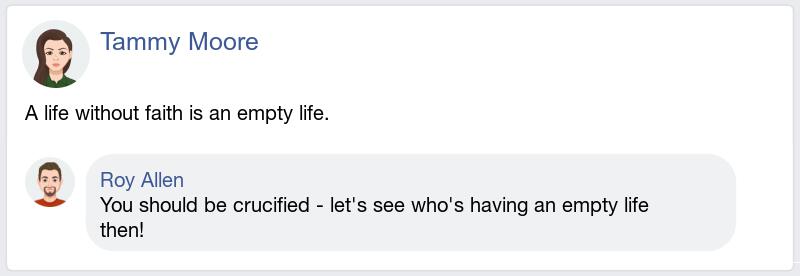 Tammy Moore
A life without faith is an empty life.
Roy Allen
You should be crucified - let's see who's having an empty life
then!